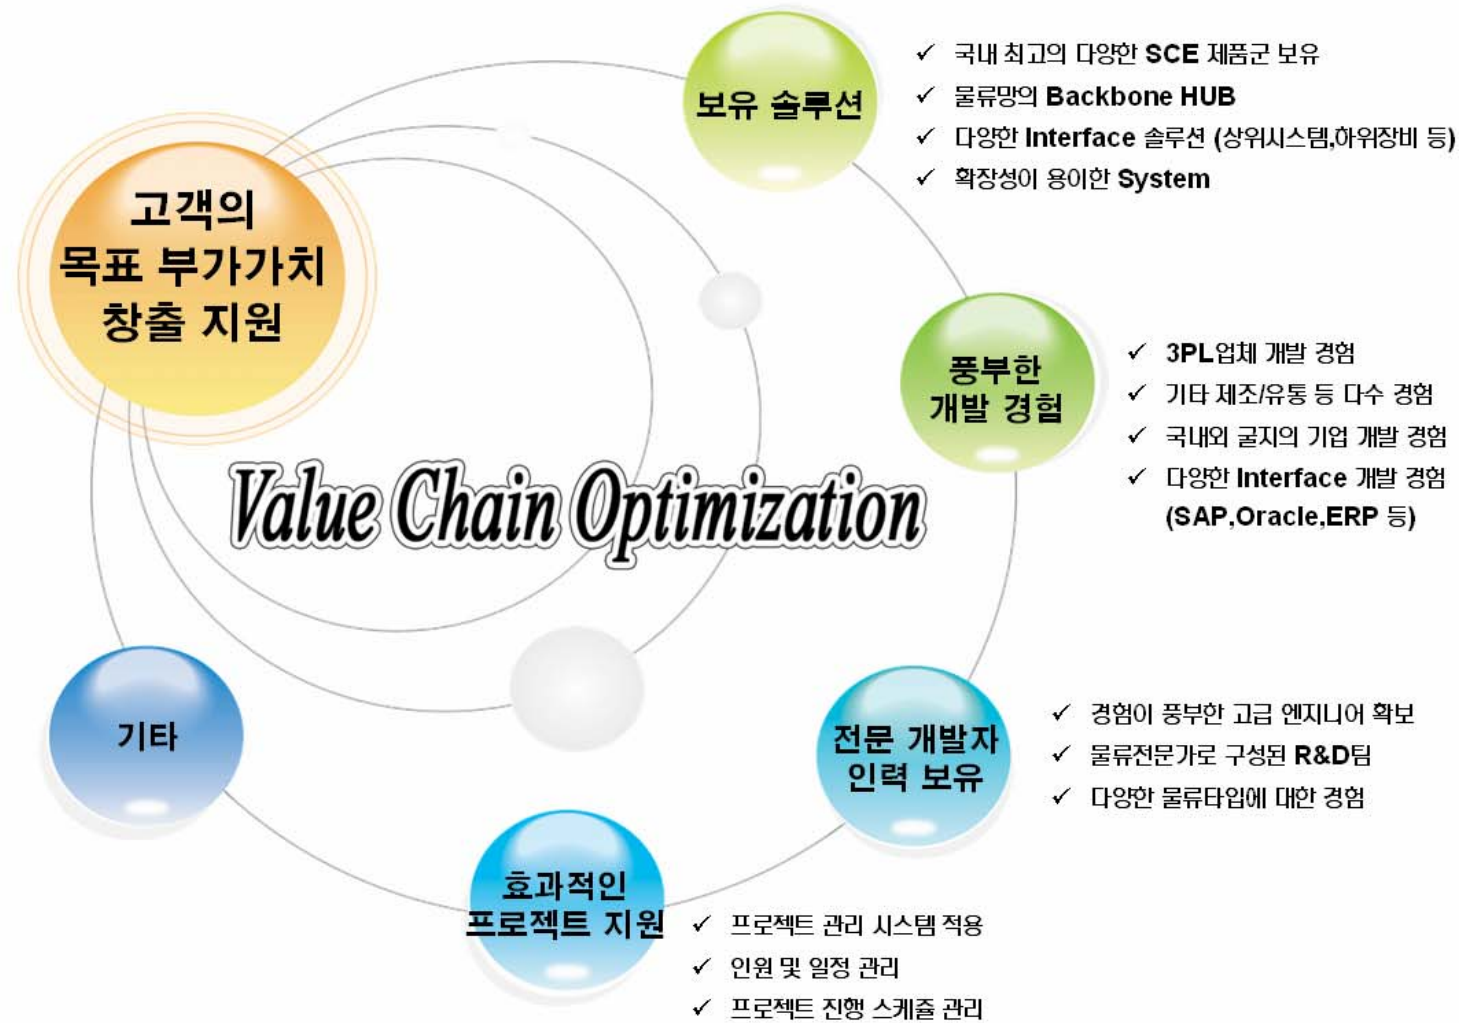 고객의
목표 부가가치
창출 지원
보유 솔루션
✓ 국내 최고의 다양한 SCE 제품군 보유
✓ 물류망의 Backbone HUB
✓ 다양한 Interface 솔루션 (상위시스템,하위장비 등)
✓ 확장성이 용이한 System
풍부한
개발 경험
✓ 3PL업체 개발 경험
✓ 기타 제조/유통 등 다수 경험
✓ 국내외 굴지의 기업 개발 경험
✓ 다양한 Interface 개발 경험
(SAP,Oracle,ERP 등)
Value Chain Optimization
전문 개발자
인력 보유
✓ 경험이 풍부한 고급 엔지니어 확보
✓ 물류전문가로 구성된 R&D팀
✓ 다양한 물류타입에 대한 경험
효과적인
프로젝트 지원
✓ 프로젝트 관리 시스템 적용
✓ 인원 및 일정 관리
✓ 프로젝트 진행 스케쥴 관리
기타